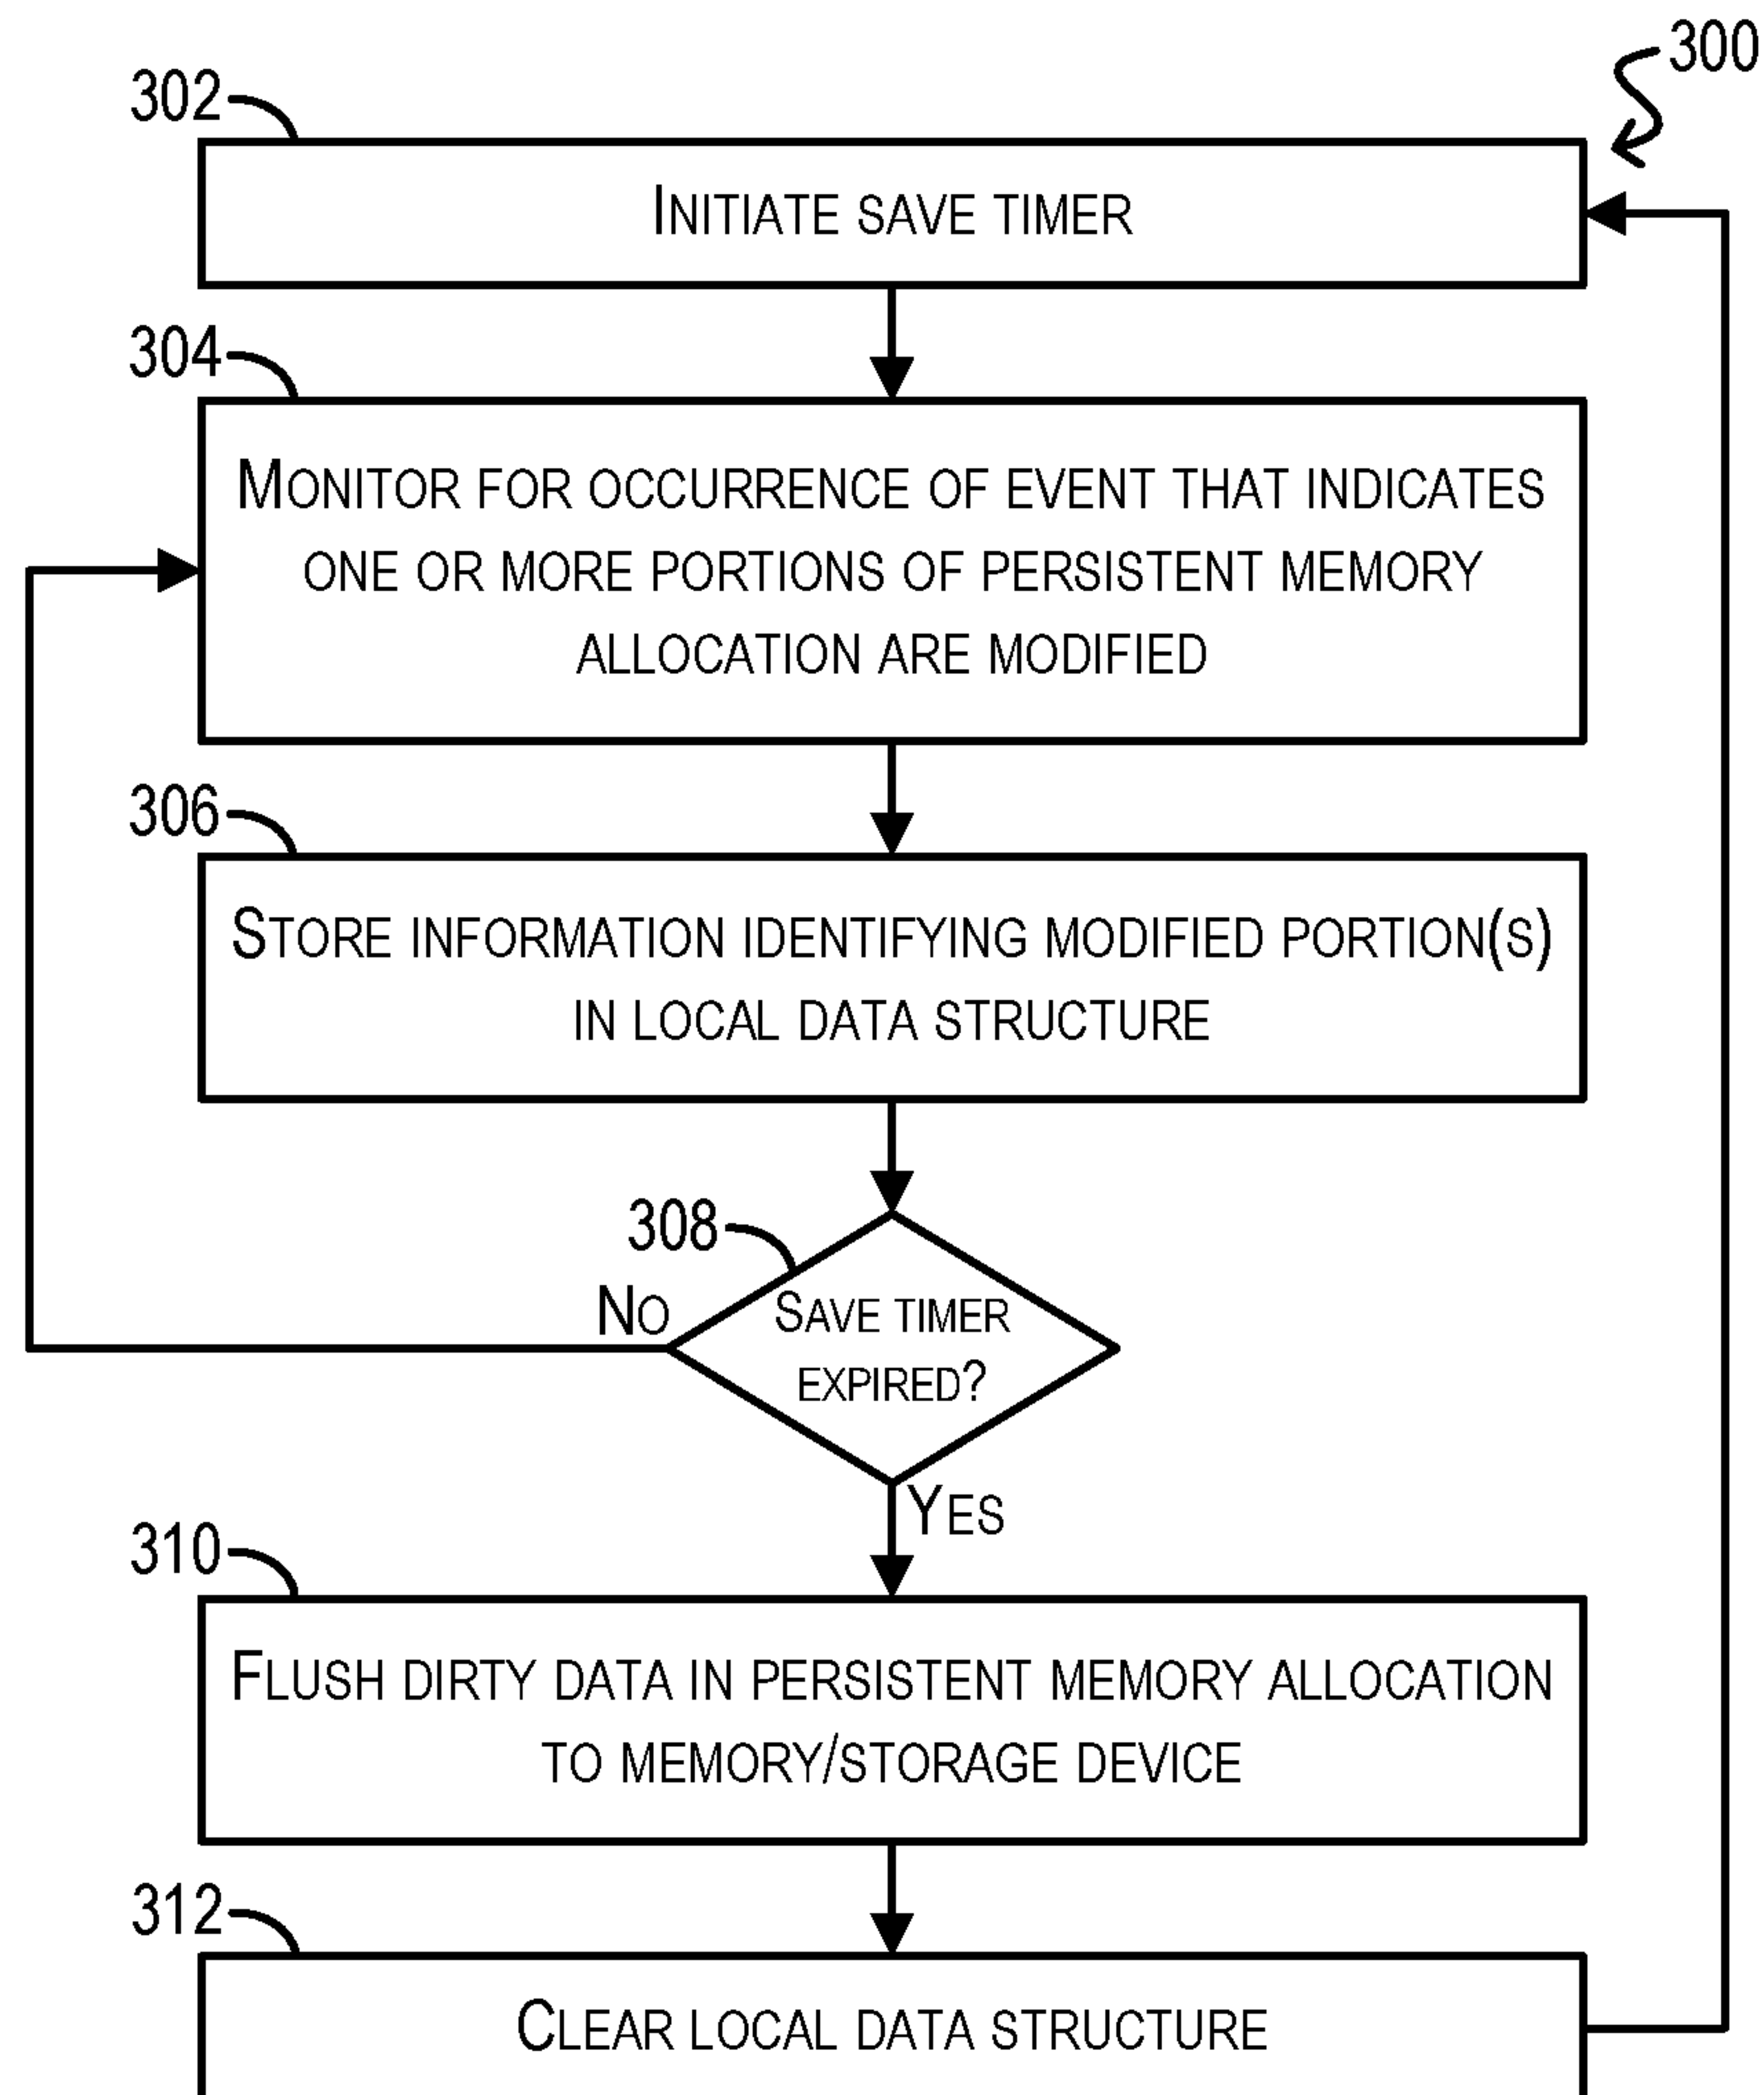 300
302
INITIATE SAVE TIMER
304
MONITOR FOR OCCURRENCE OF EVENT THAT INDICATES
ONE OR MORE PORTIONS OF PERSISTENT MEMORY
ALLOCATION ARE MODIFIED
306
STORE INFORMATION IDENTIFYING MODIFIED PORTION(S)
IN LOCAL DATA STRUCTURE
308
NO
SAVE TIMER
EXPIRED?
YES
310
FLUSH DIRTY DATA IN PERSISTENT MEMORY ALLOCATION
TO MEMORY/STORAGE DEVICE
312
CLEAR LOCAL DATA STRUCTURE